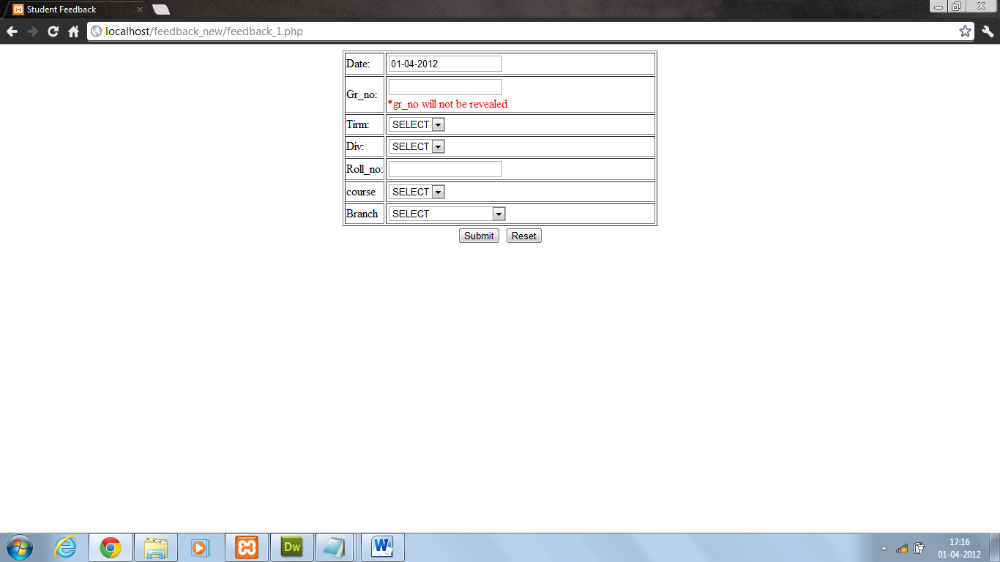 Student Feedback
localhost/feedback_new/feedback_1.php
Date: 01-04-2012
Gr_no:
*gr_no will not be revealed
Tirm: SELECT
Div: SELECT
Roll_no:
course SELECT
Branch SELECT
Submit Reset
Dw W
17:16
01-04-2012